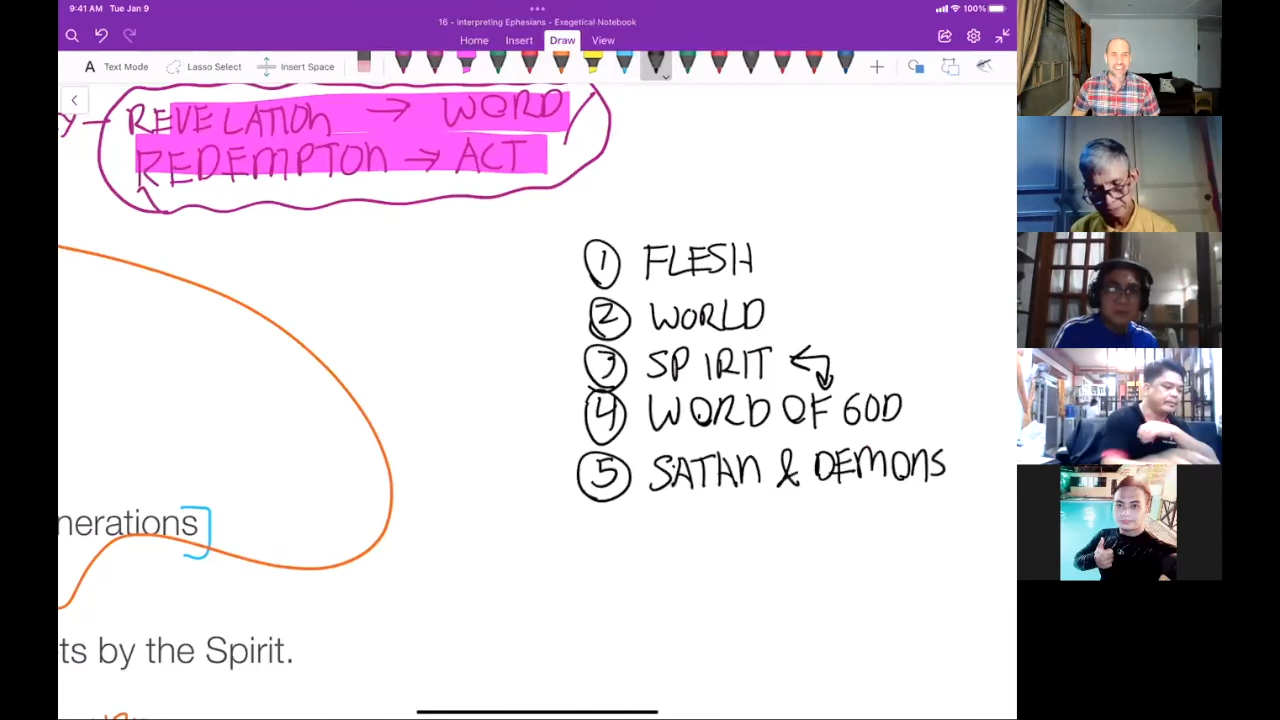 9:41 AM Tue Jan 9
100%
16 - Interpreting Ephesians - Exegetical Notebook
Home Insert Draw View
A Text Mode Lasso Select Insert Space
Y - REVELATION → WORD
REDEMPTON → ACT
1 FLESH
2 WORLD
3 SPIRIT
4 WORD OF GOD
5 SATAN & DEMONS
nerations]
ts by the Spirit.